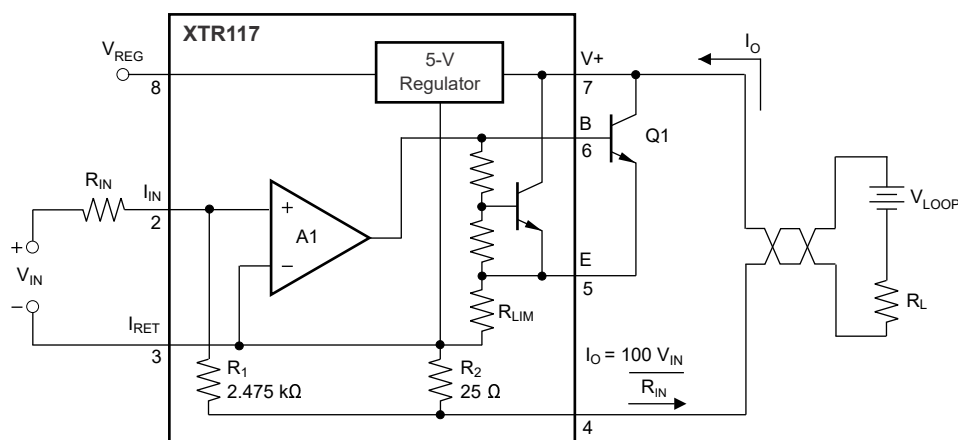 XTR117
V_REG
8
5-V
Regulator
V+
7
I_O
B
6
Q1
R_IN
I_IN
2
+
A1
−
+
V_IN
−
V_LOOP
E
5
R_LIM
R_L
I_RET
3
R_1
2.475 kΩ
R_2
25 Ω
I_O = 100 V_IN
R_IN
4